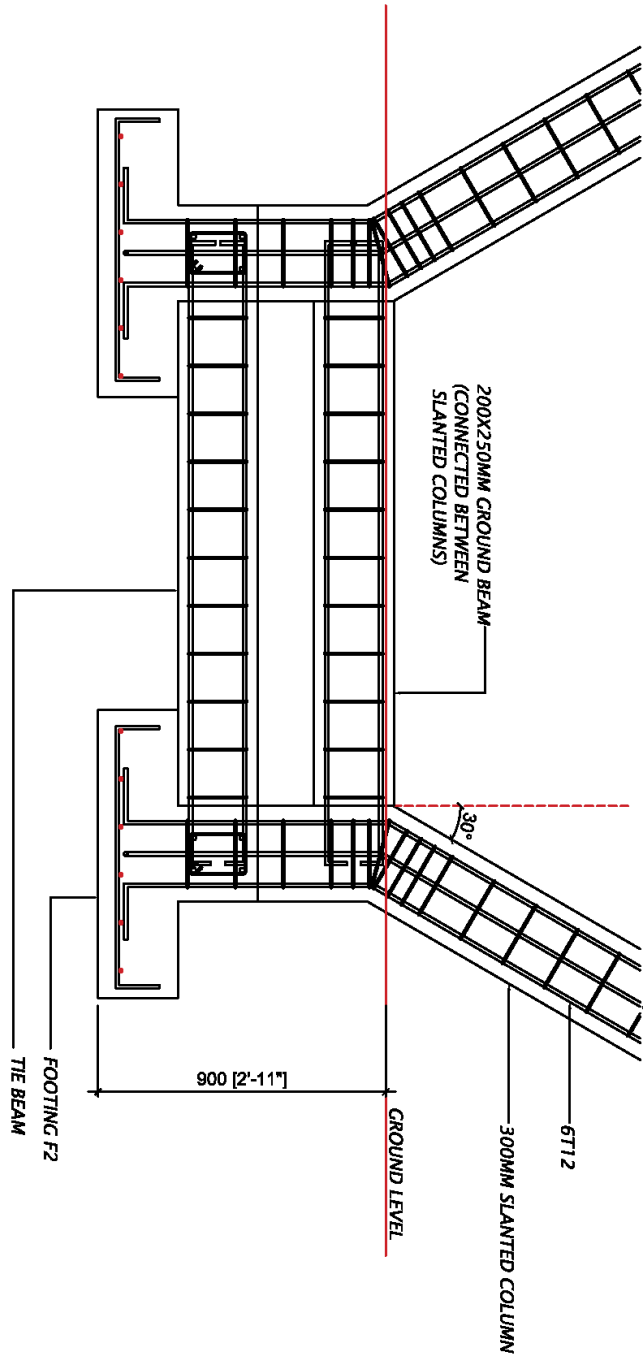 200X250MM GROUND BEAM
(CONNECTED BETWEEN
SLANTED COLUMNS)
30°
6T12
300MM SLANTED COLUMN
GROUND LEVEL
900 [2'-11"]
FOOTING F2
TIE BEAM